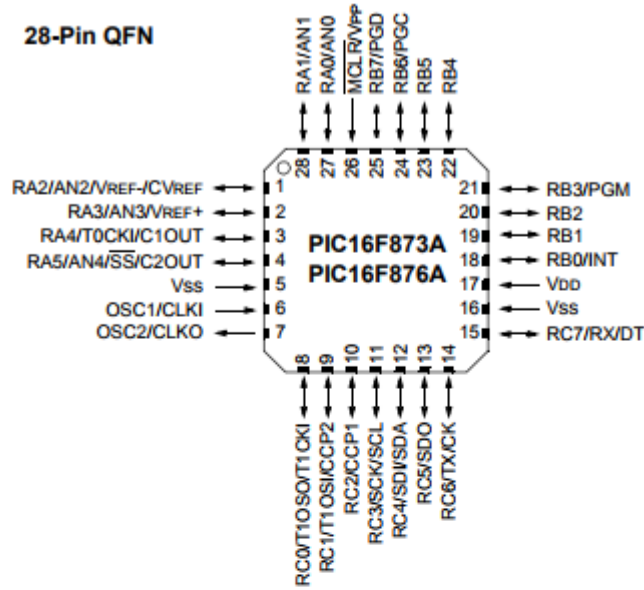 28-Pin QFN
RA1/AN1
RA0/AN0
MCLR/VPP
RB7/PGD
RB6/PGC
RB5
RB4
28
27
26
25
24
23
22
RA2/AN2/VREF-/CVREF
1
21
RB3/PGM
RA3/AN3/VREF+
2
20
RB2
RA4/T0CKI/C1OUT
3
19
RB1
RA5/AN4/SS/C2OUT
4
18
RB0/INT
VSS
5
17
VDD
OSC1/CLKI
6
16
VSS
OSC2/CLKO
7
15
RC7/RX/DT
PIC16F873A
PIC16F876A
8
9
10
11
12
13
14
RC0/T1OSO/T1CKI
RC1/T1OSI/CCP2
RC2/CCP1
RC3/SCK/SCL
RC4/SDI/SDA
RC5/SDO
RC6/TX/CK